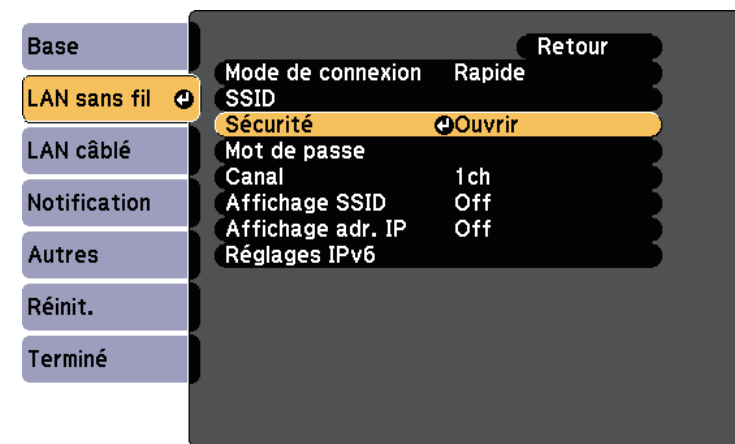 Base
LAN sans fil
LAN câblé
Notification
Autres
Réinit.
Terminé
Retour
Mode de connexion Rapide
SSID
Sécurité Ouvrir
Mot de passe
Canal 1ch
Affichage SSID Off
Affichage adr. IP Off
Réglages IPv6